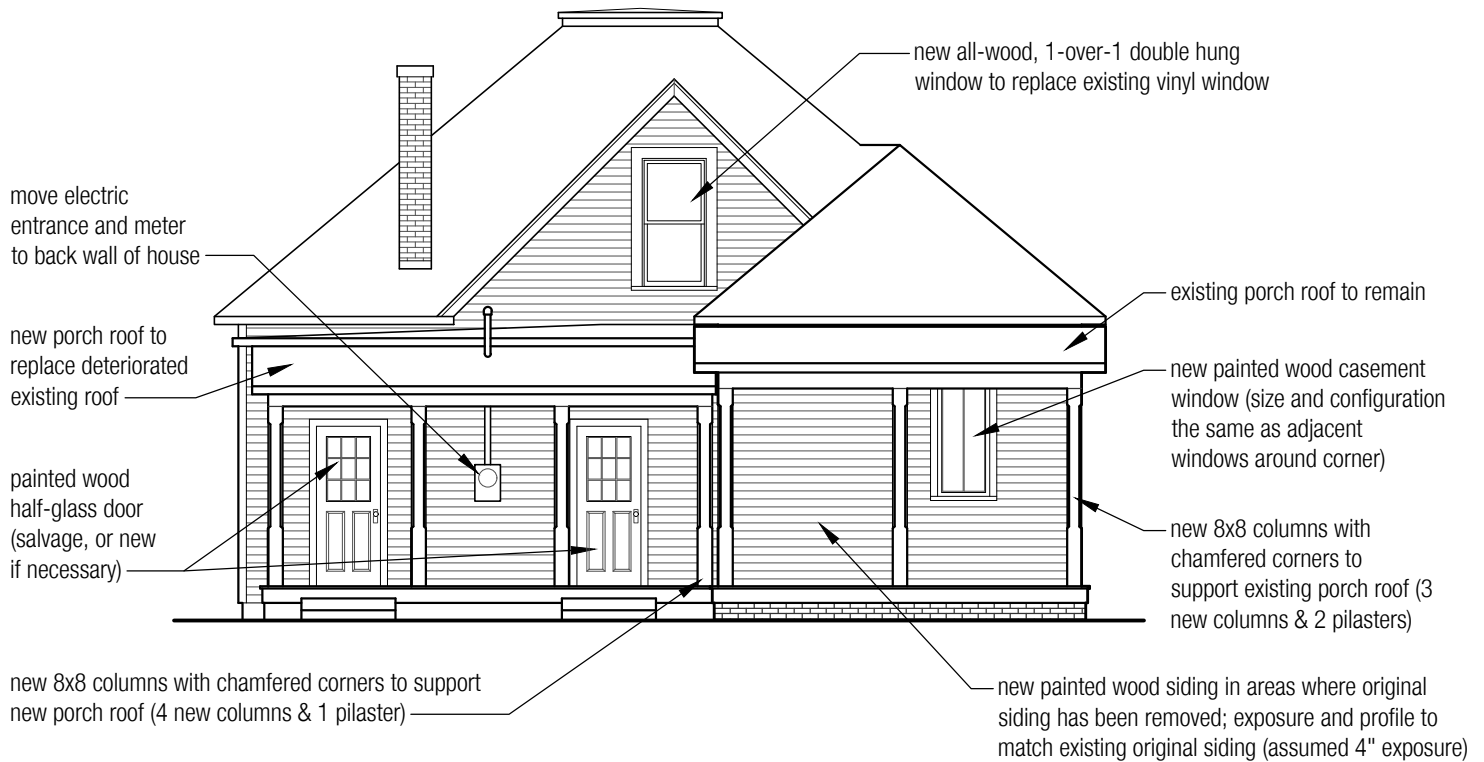 new all-wood, 1-over-1 double hung
window to replace existing vinyl window
move electric
entrance and meter
to back wall of house
existing porch roof to remain
new porch roof to
replace deteriorated
existing roof
new painted wood casement
window (size and configuration
the same as adjacent
windows around corner)
painted wood
half-glass door
(salvage, or new
if necessary)
new 8x8 columns with
chamfered corners to
support existing porch roof (3
new columns & 2 pilasters)
new 8x8 columns with chamfered corners to support
new porch roof (4 new columns & 1 pilaster)
new painted wood siding in areas where original
siding has been removed; exposure and profile to
match existing original siding (assumed 4" exposure)